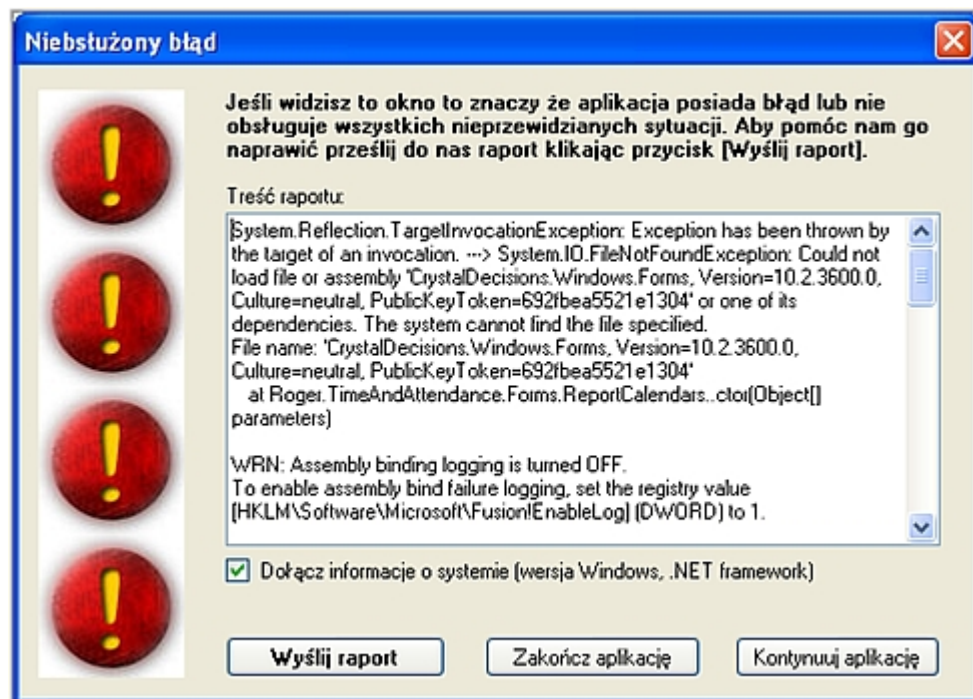 Niebsłużony błąd
Jeśli widzisz to okno to znaczy że aplikacja posiada błąd lub nie
obsługuje wszystkich nieprzewidzianych sytuacji. Aby pomóc nam go
naprawić prześlij do nas raport klikając przycisk [Wyślij raport].
Treść raportu:
System.Reflection.TargetInvocationException: Exception has been thrown by
the target of an invocation. ---> System.IO.FileNotFoundException: Could not
load file or assembly 'CrystalDecisions.Windows.Forms, Version=10.2.3600.0,
Culture=neutral, PublicKeyToken=692fbea5521e1304' or one of its
dependencies. The system cannot find the file specified.
File name: 'CrystalDecisions.Windows.Forms, Version=10.2.3600.0,
Culture=neutral, PublicKeyToken=692fbea5521e1304'
at Roger.TimeAndAttendance.Forms.ReportCalendars..ctor(Object[]
parameters)
WRN: Assembly binding logging is turned OFF.
To enable assembly bind failure logging, set the registry value
[HKLM\Software\Microsoft\Fusion!EnableLog] (DWORD) to 1.
Dołącz informacje o systemie (wersja Windows, .NET framework)
Wyślij raport
Zakończ aplikację
Kontynuuj aplikację